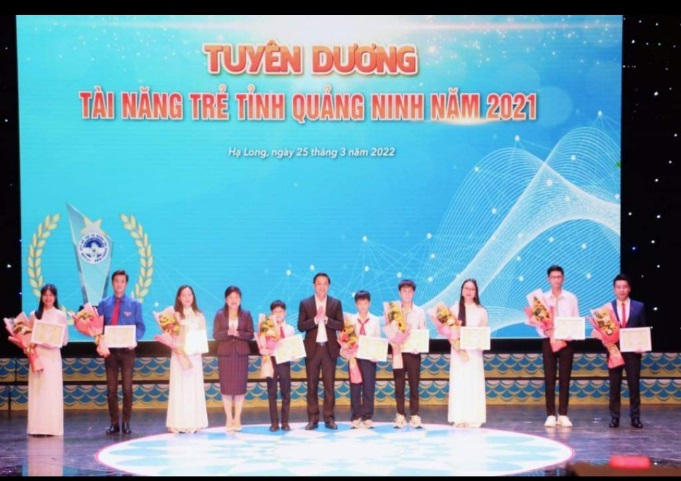 TUYÊN DƯƠNG
TÀI NĂNG TRẺ TỈNH QUẢNG NINH NĂM 2021
Hạ Long, ngày 25 tháng 3 năm 2022